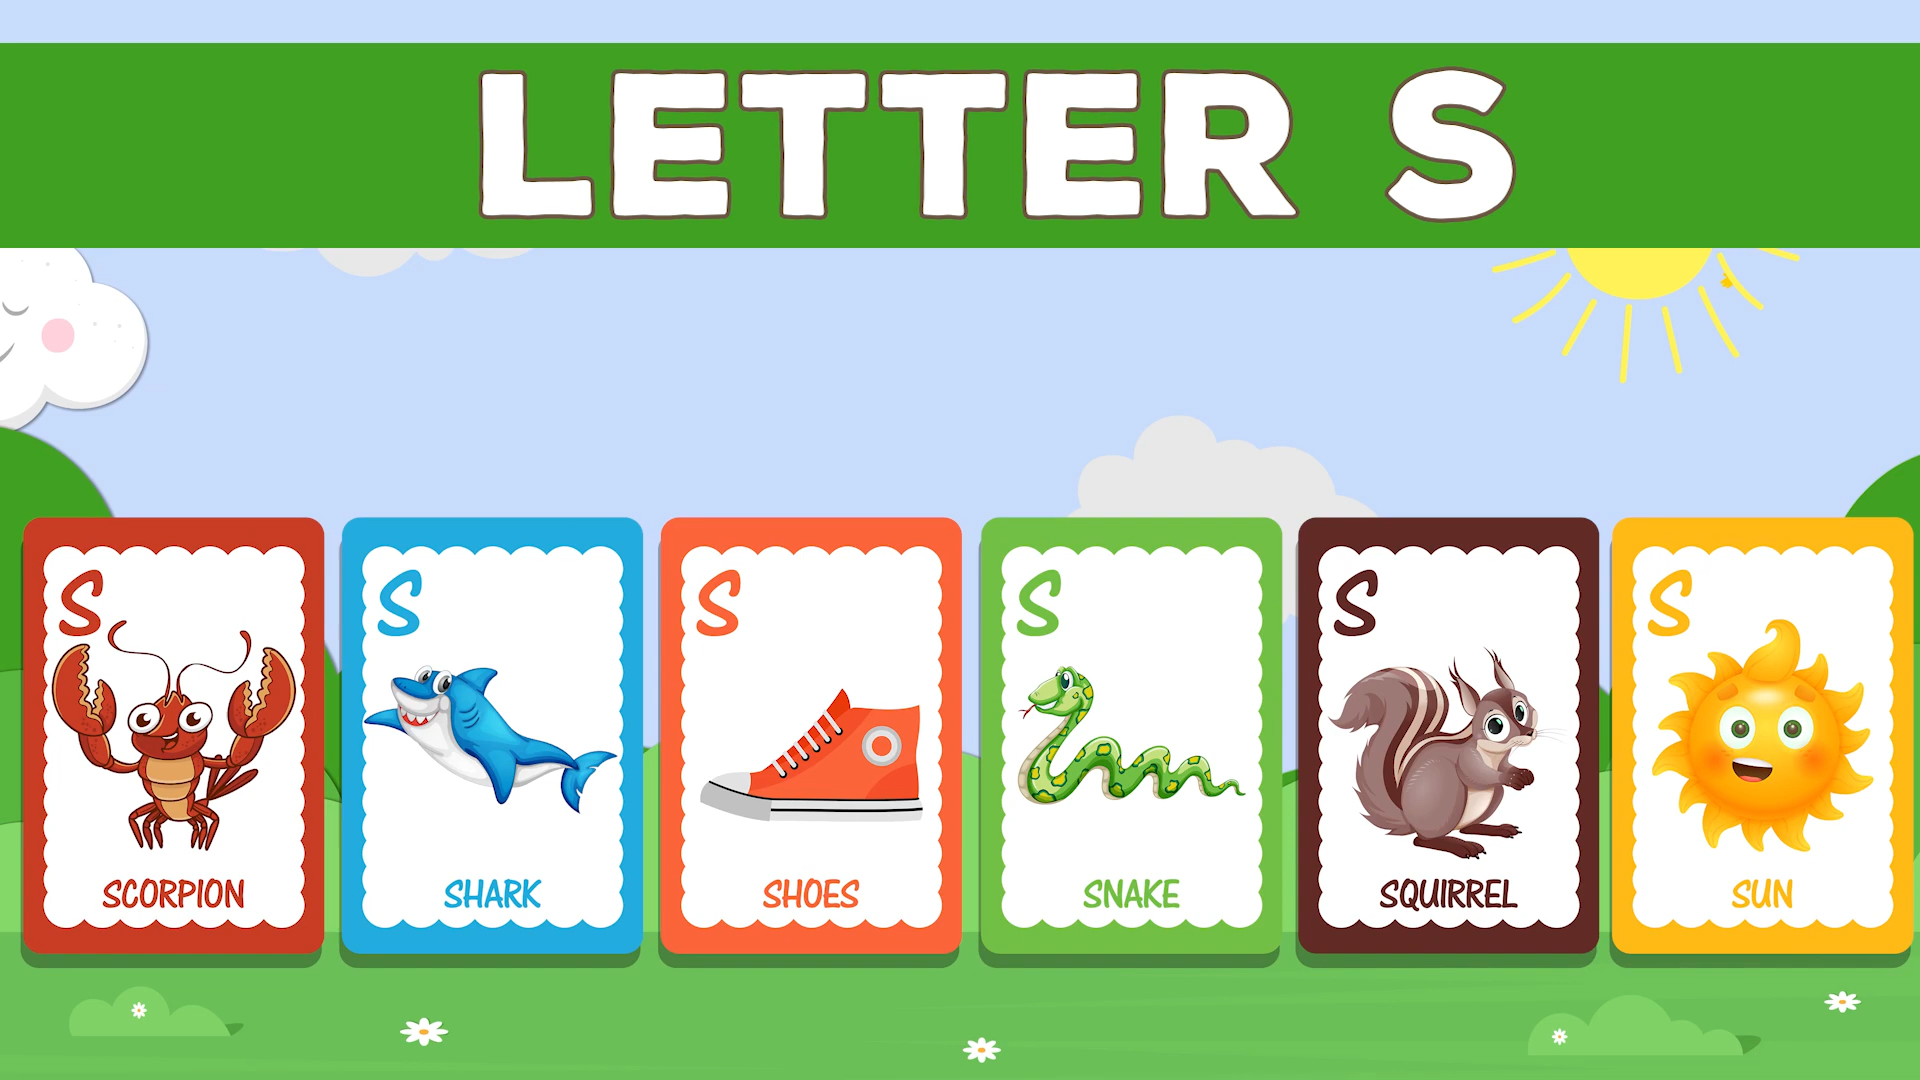 LETTER S
S
SCORPION
S
SHARK
S
SHOES
S
SNAKE
S
SQUIRREL
S
SUN